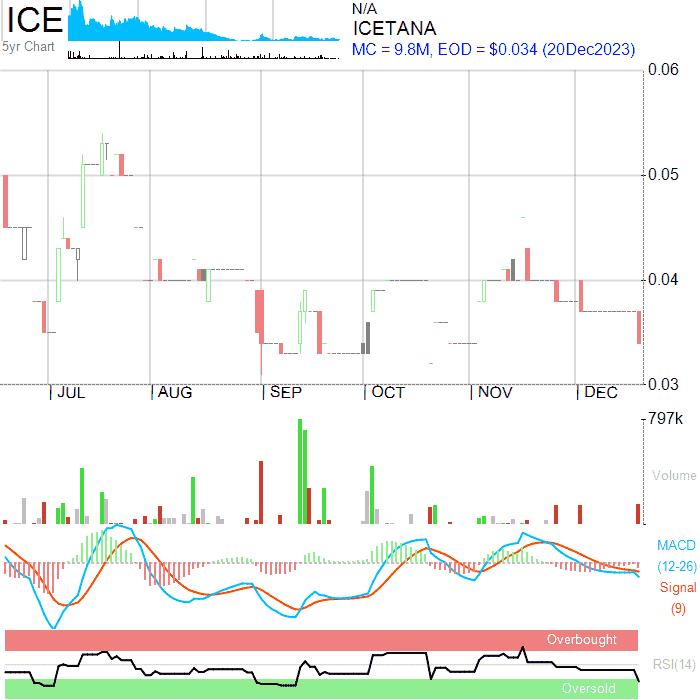 ICE
5yr Chart
N/A
ICETANA
MC = 9.8M, EOD = $0.034 (20Dec2023)
0.06
0.05
0.04
0.03
JUL AUG SEP OCT NOV DEC
797k
Volume
MACD
(12-26)
Signal
(9)
Overbought
RSI(14)
Oversold